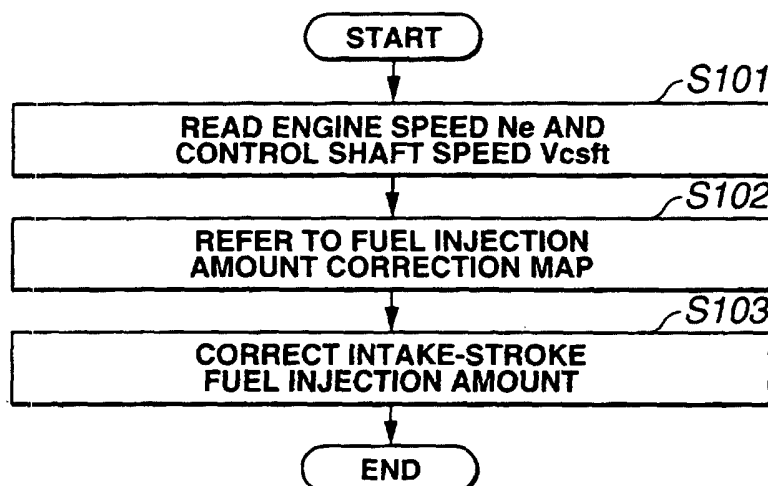 START
S101
READ ENGINE SPEED Ne AND
CONTROL SHAFT SPEED Vcsft
S102
REFER TO FUEL INJECTION
AMOUNT CORRECTION MAP
S103
CORRECT INTAKE-STROKE
FUEL INJECTION AMOUNT
END